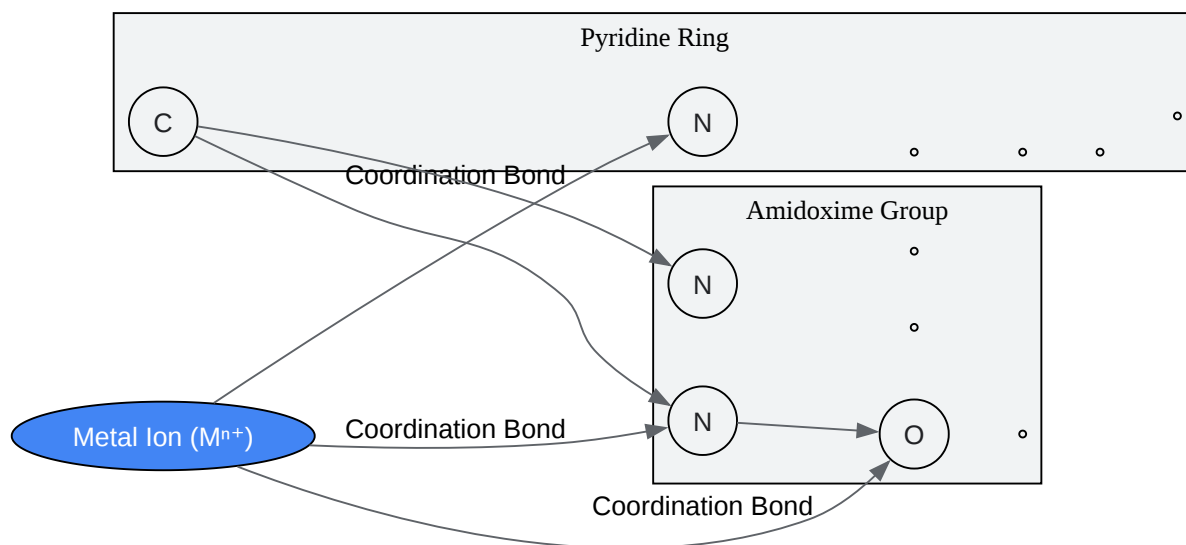 Pyridine Ring
C
N
Coordination Bond
Amidoxime Group
N
Coordination Bond
N
O
Metal Ion (Mⁿ⁺)
Coordination Bond